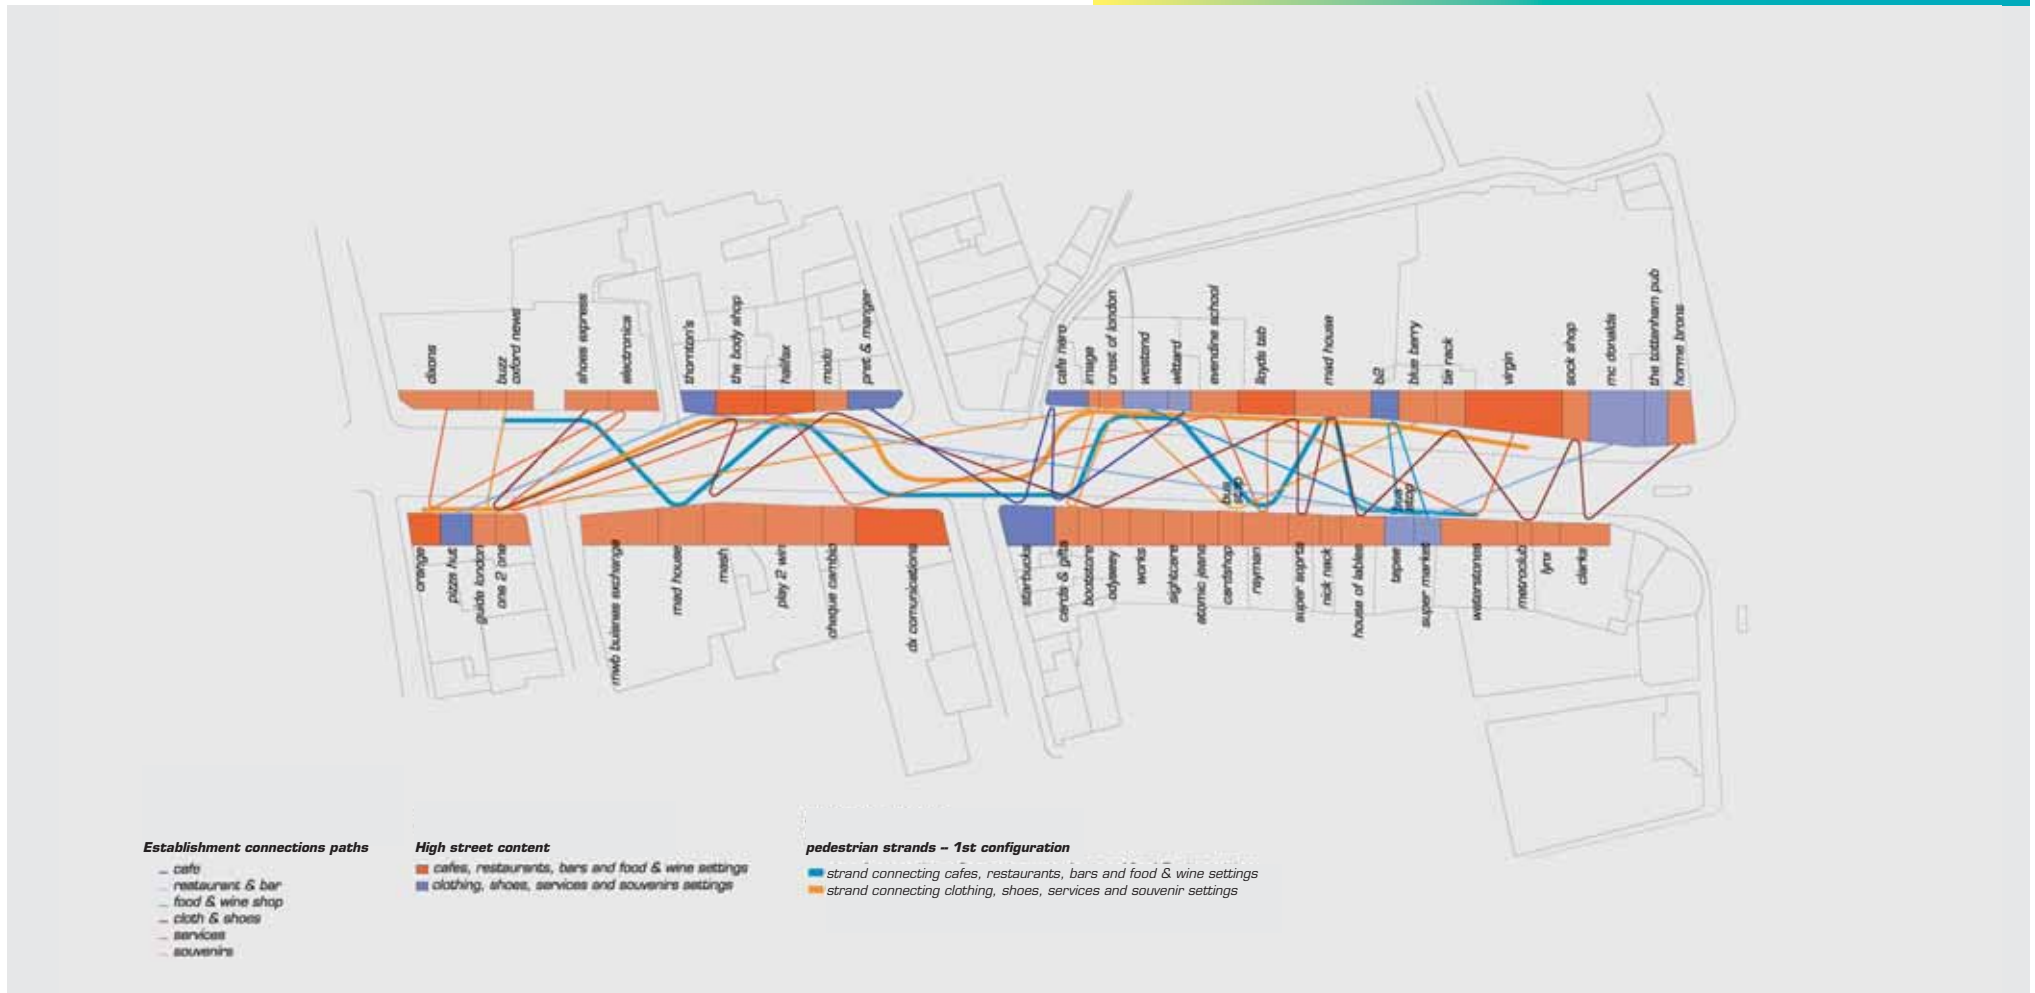 dixons
buzz
oxford news
shoes express
electronics
thornton's
the body shop
halifax
modo
pret & manger
cafe nero
image
crest of london
westend
wittard
evendine school
lloyds tsb
mad house
b2
blue berry
tie rack
virgin
sock shop
mc donalds
the tottenham pub
horne brons
bus
stop
bus
stop
orange
pizza hut
guide london
one 2 one
mwb buisnes exchange
mad house
mash
play 2 win
cheque cambio
dx comunications
starbucks
cards & gifts
bootstore
odyssey
works
sightcare
atomic jeans
cardshop
rayman
super soprts
nick nack
house of lables
tapee
super market
waterstones
metroclub
lynx
clarks
Establishment connections paths
cafe
restaurant & bar
food & wine shop
cloth & shoes
services
souvenirs
High street content
cafes, restaurants, bars and food & wine settings
clothing, shoes, services and souvenirs settings
pedestrian strands – 1st configuration
strand connecting cafes, restaurants, bars and food & wine settings
strand connecting clothing, shoes, services and souvenir settings